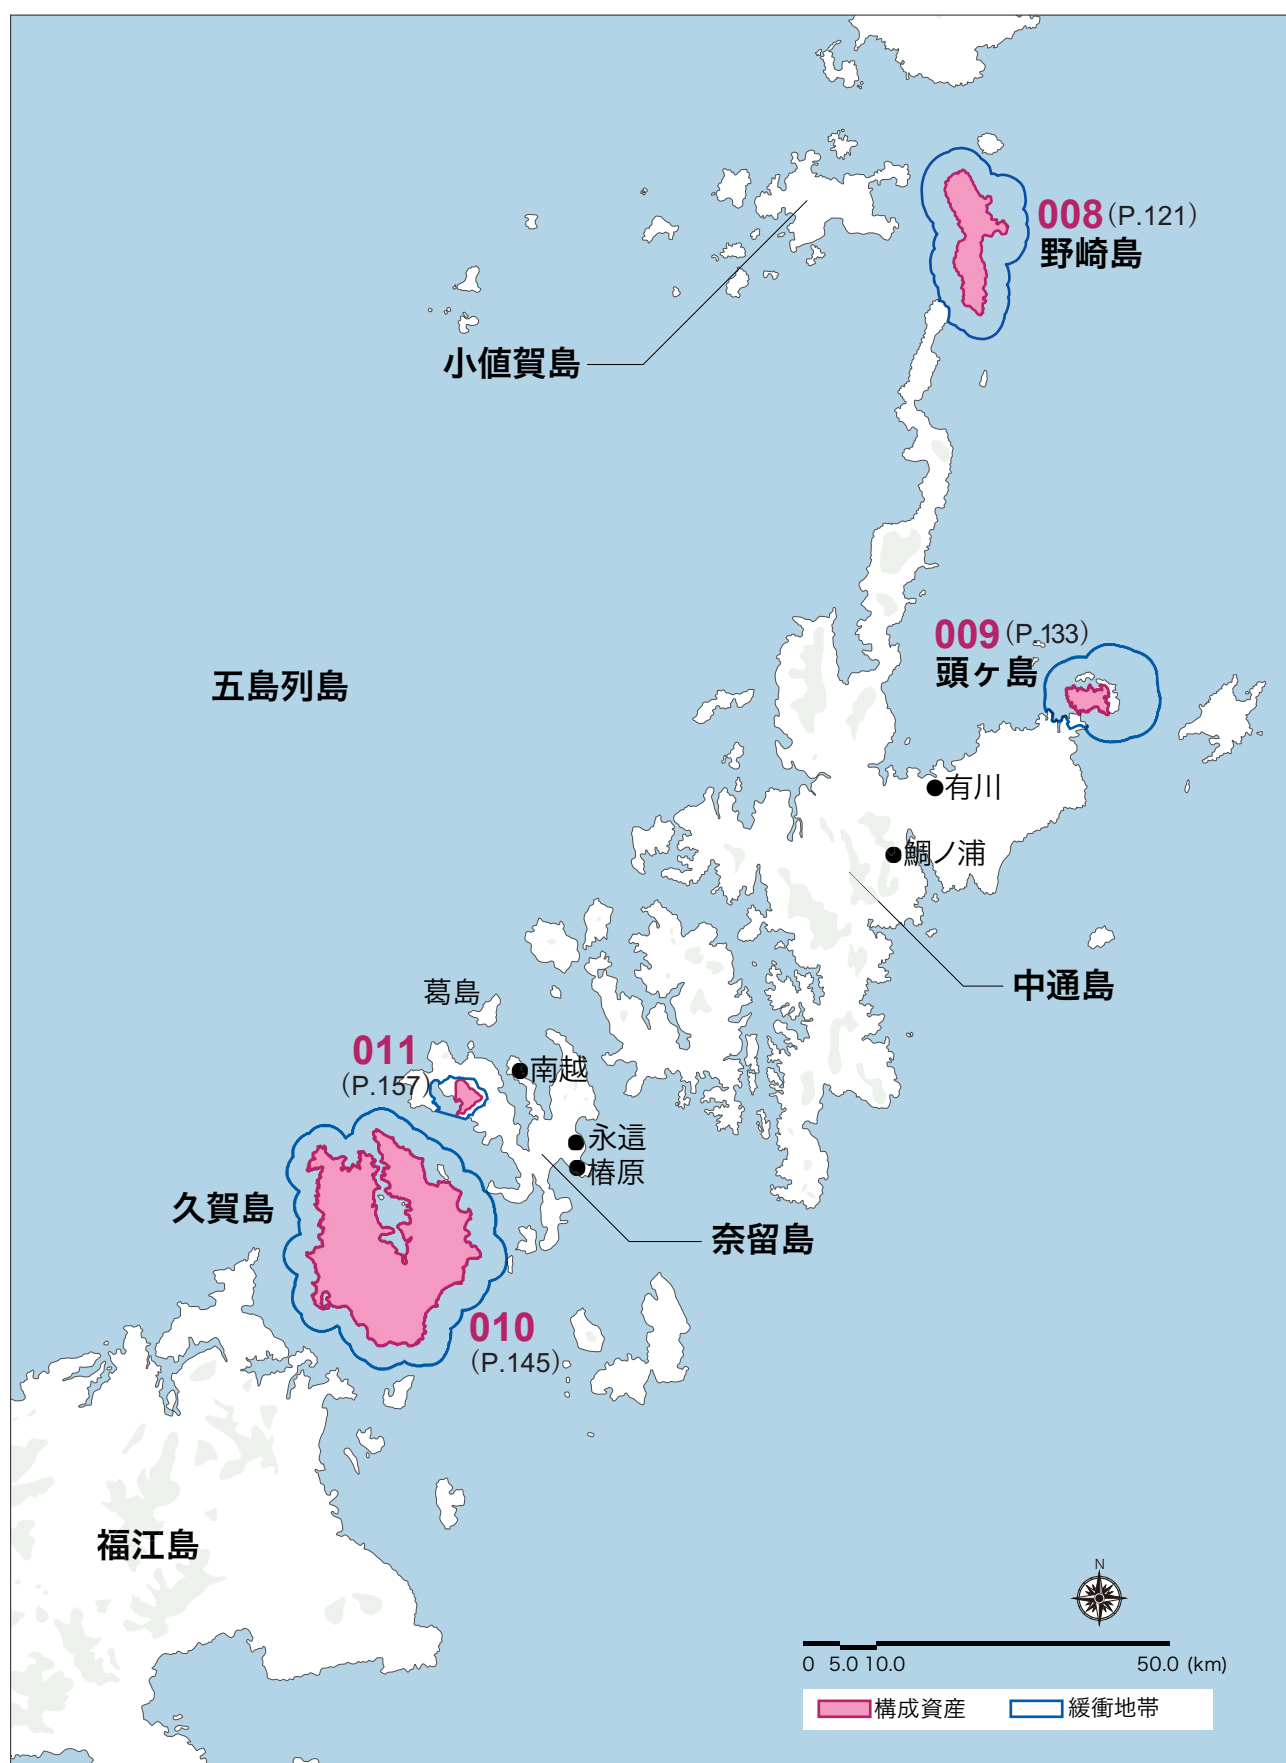 008 (P.121)
野崎島
小値賀島
009 (P.133)
頭ヶ島
五島列島
有川
鯛ノ浦
中通島
葛島
011
(P.157)
南越
永這
椿原
久賀島
奈留島
010
(P.145)
福江島
N
0 5.0 10.0 50.0 (km)
構成資産 緩衝地帯